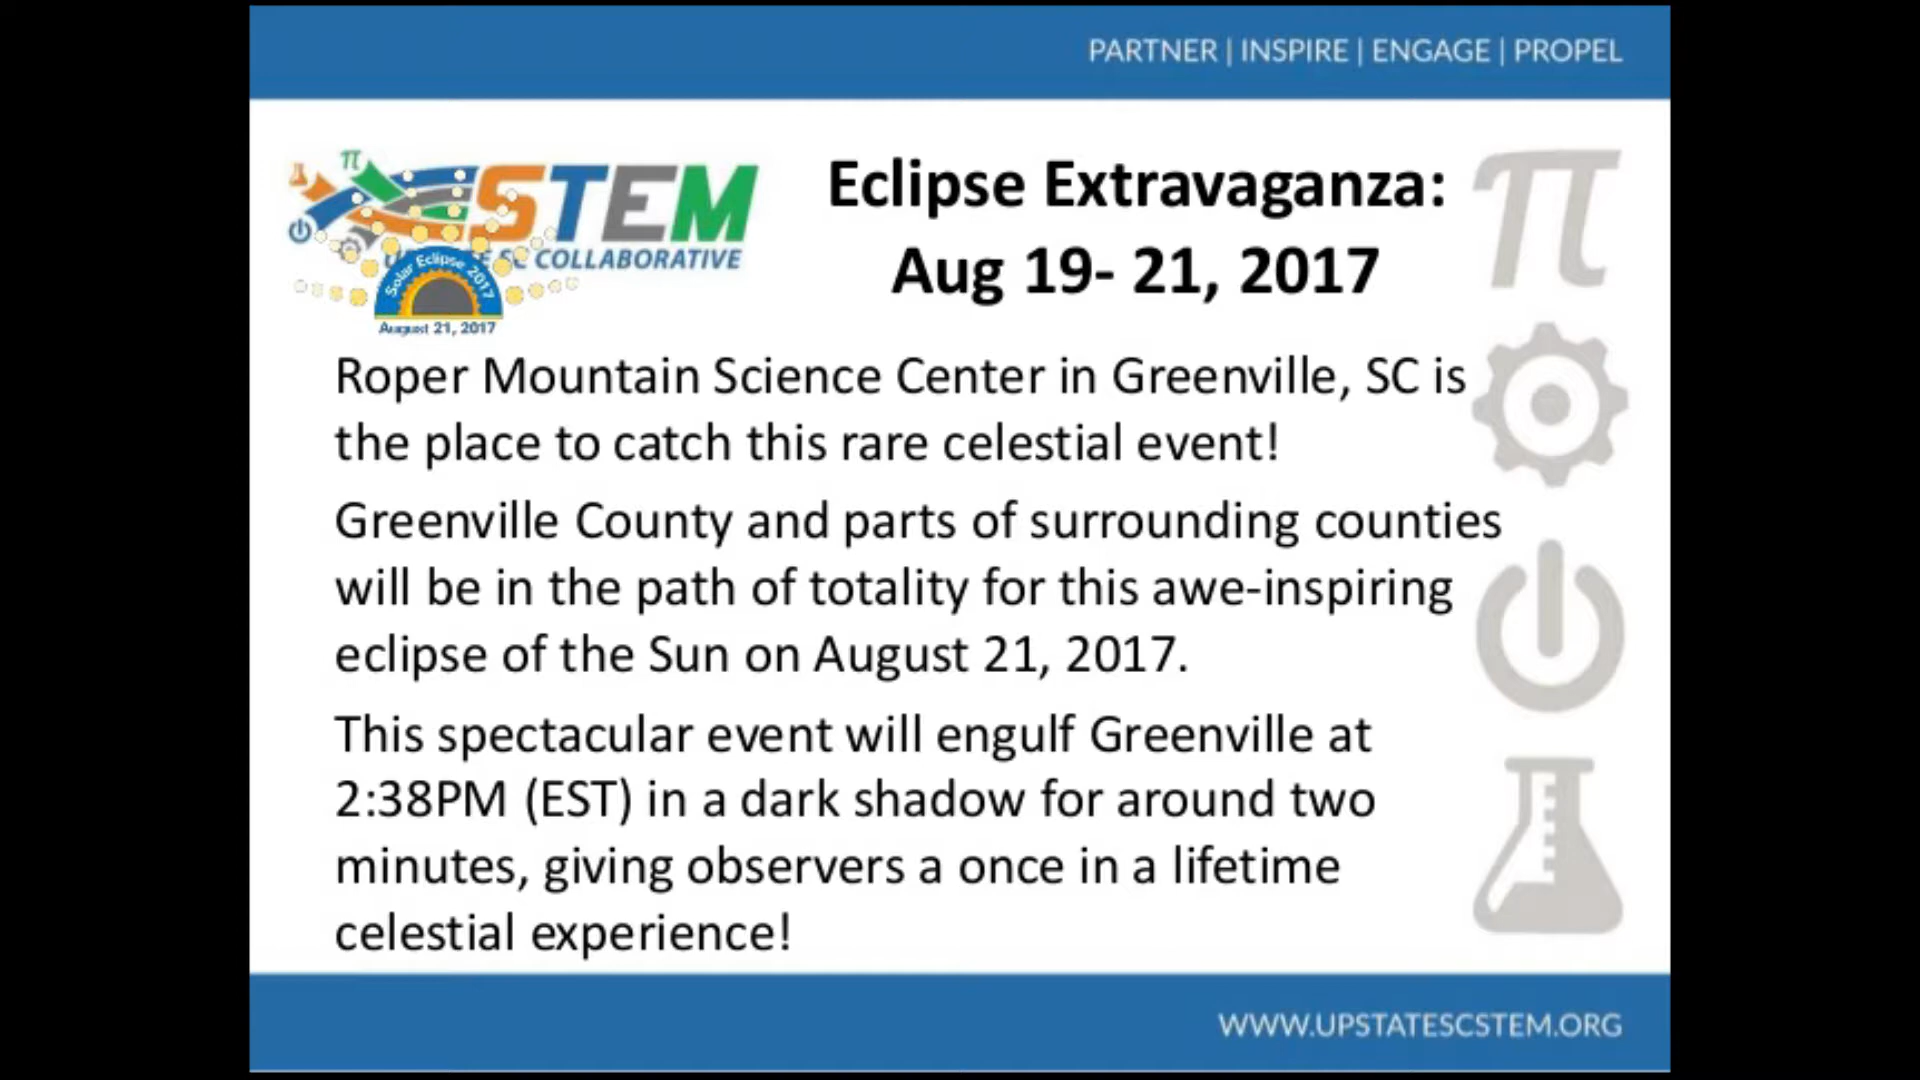 PARTNER | INSPIRE | ENGAGE | PROPEL
π
STEM
SC COLLABORATIVE
Solar Eclipse 2017
August 21, 2017
Eclipse Extravaganza:
Aug 19- 21, 2017
π
Roper Mountain Science Center in Greenville, SC is
the place to catch this rare celestial event!
Greenville County and parts of surrounding counties
will be in the path of totality for this awe-inspiring
eclipse of the Sun on August 21, 2017.
This spectacular event will engulf Greenville at
2:38PM (EST) in a dark shadow for around two
minutes, giving observers a once in a lifetime
celestial experience!
WWW.UPSTATESCSTEM.ORG